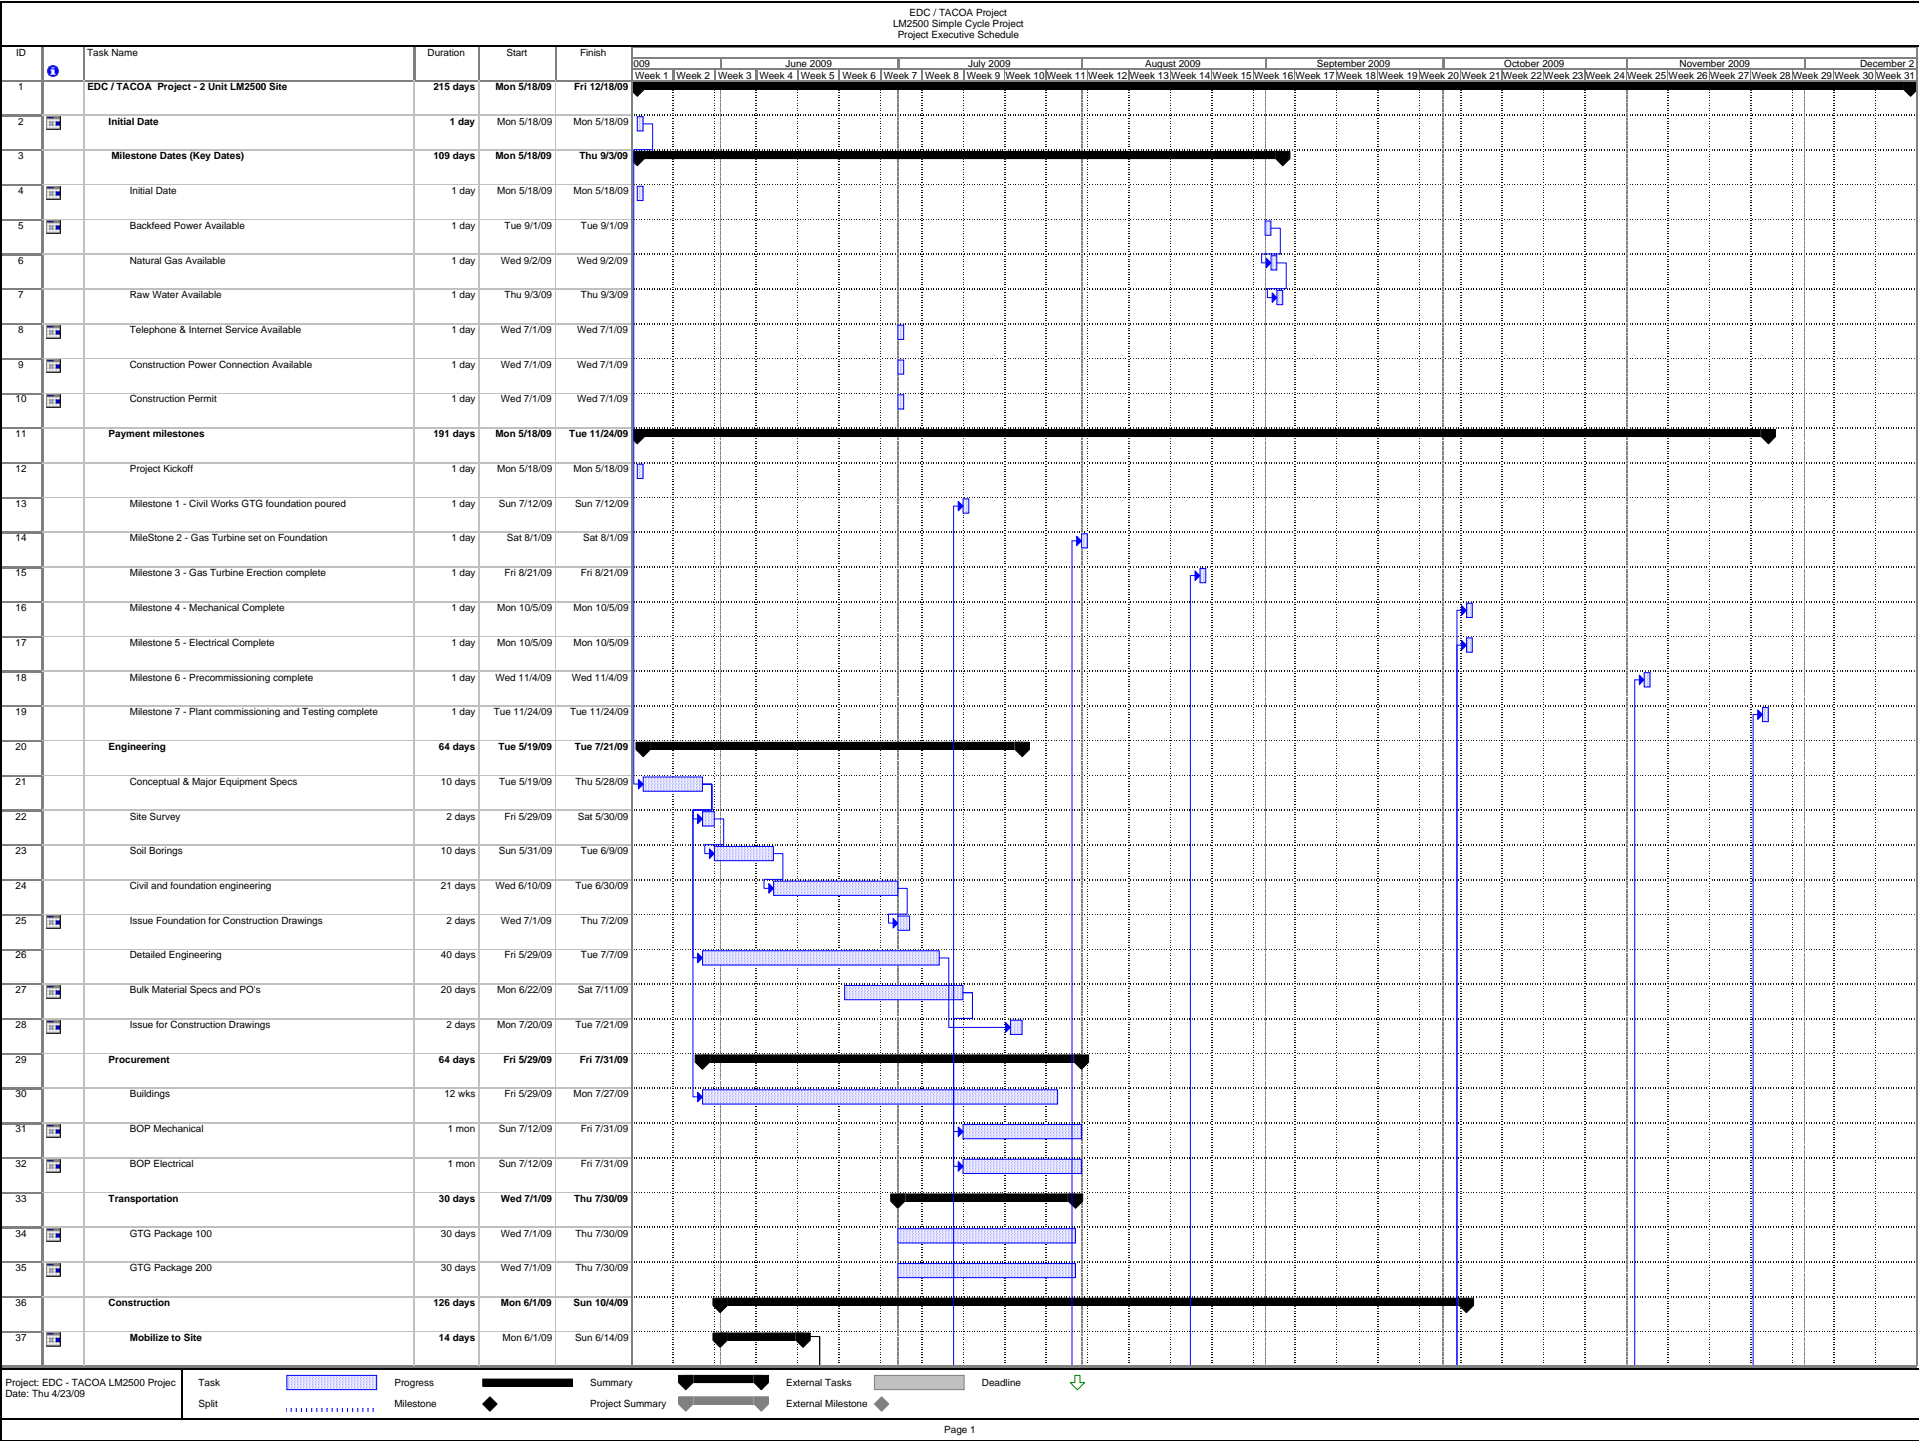 EDC / TACOA Project
LM2500 Simple Cycle Project
Project Executive Schedule
ID Task Name Duration Start Finish
009 June 2009 July 2009 August 2009 September 2009 October 2009 November 2009 December 2
Week 1 Week 2 Week 3 Week 4 Week 5 Week 6 Week 7 Week 8 Week 9 Week 10 Week 11 Week 12 Week 13 Week 14 Week 15 Week 16 Week 17 Week 18 Week 19 Week 20 Week 21 Week 22 Week 23 Week 24 Week 25 Week 26 Week 27 Week 28 Week 29 Week 30 Week 31
1 EDC / TACOA Project - 2 Unit LM2500 Site 215 days Mon 5/18/09 Fri 12/18/09
2 Initial Date 1 day Mon 5/18/09 Mon 5/18/09
3 Milestone Dates (Key Dates) 109 days Mon 5/18/09 Thu 9/3/09
4 Initial Date 1 day Mon 5/18/09 Mon 5/18/09
5 Backfeed Power Available 1 day Tue 9/1/09 Tue 9/1/09
6 Natural Gas Available 1 day Wed 9/2/09 Wed 9/2/09
7 Raw Water Available 1 day Thu 9/3/09 Thu 9/3/09
8 Telephone & Internet Service Available 1 day Wed 7/1/09 Wed 7/1/09
9 Construction Power Connection Available 1 day Wed 7/1/09 Wed 7/1/09
10 Construction Permit 1 day Wed 7/1/09 Wed 7/1/09
11 Payment milestones 191 days Mon 5/18/09 Tue 11/24/09
12 Project Kickoff 1 day Mon 5/18/09 Mon 5/18/09
13 Milestone 1 - Civil Works GTG foundation poured 1 day Sun 7/12/09 Sun 7/12/09
14 MileStone 2 - Gas Turbine set on Foundation 1 day Sat 8/1/09 Sat 8/1/09
15 Milestone 3 - Gas Turbine Erection complete 1 day Fri 8/21/09 Fri 8/21/09
16 Milestone 4 - Mechanical Complete 1 day Mon 10/5/09 Mon 10/5/09
17 Milestone 5 - Electrical Complete 1 day Mon 10/5/09 Mon 10/5/09
18 Milestone 6 - Precommissioning complete 1 day Wed 11/4/09 Wed 11/4/09
19 Milestone 7 - Plant commissioning and Testing complete 1 day Tue 11/24/09 Tue 11/24/09
20 Engineering 64 days Tue 5/19/09 Tue 7/21/09
21 Conceptual & Major Equipment Specs 10 days Tue 5/19/09 Thu 5/28/09
22 Site Survey 2 days Fri 5/29/09 Sat 5/30/09
23 Soil Borings 10 days Sun 5/31/09 Tue 6/9/09
24 Civil and foundation engineering 21 days Wed 6/10/09 Tue 6/30/09
25 Issue Foundation for Construction Drawings 2 days Wed 7/1/09 Thu 7/2/09
26 Detailed Engineering 40 days Fri 5/29/09 Tue 7/7/09
27 Bulk Material Specs and PO's 20 days Mon 6/22/09 Sat 7/11/09
28 Issue for Construction Drawings 2 days Mon 7/20/09 Tue 7/21/09
29 Procurement 64 days Fri 5/29/09 Fri 7/31/09
30 Buildings 12 wks Fri 5/29/09 Mon 7/27/09
31 BOP Mechanical 1 mon Sun 7/12/09 Fri 7/31/09
32 BOP Electrical 1 mon Sun 7/12/09 Fri 7/31/09
33 Transportation 30 days Wed 7/1/09 Thu 7/30/09
34 GTG Package 100 30 days Wed 7/1/09 Thu 7/30/09
35 GTG Package 200 30 days Wed 7/1/09 Thu 7/30/09
36 Construction 126 days Mon 6/1/09 Sun 10/4/09
37 Mobilize to Site 14 days Mon 6/1/09 Sun 6/14/09
Project: EDC - TACOA LM2500 Projec
Date: Thu 4/23/09
Task Progress Summary External Tasks Deadline
Split Milestone Project Summary External Milestone
Page 1